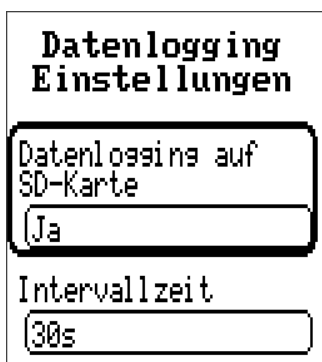 Datenlogging
Einstellungen
Datenlogging auf
SD-Karte
Ja
Intervallzeit
30s